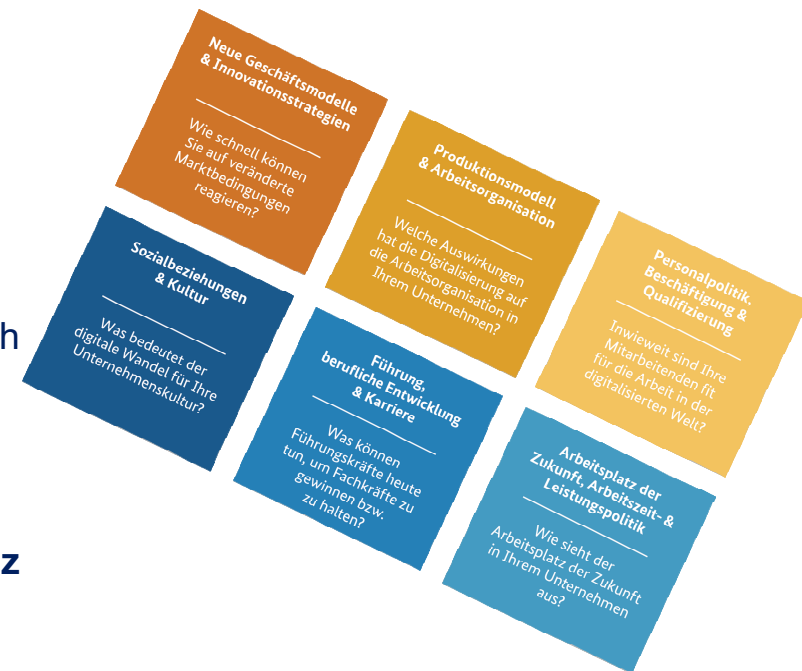 Neue Geschäftsmodelle
& Innovationsstrategien
Wie schnell können
Sie auf veränderte
Marktbedingungen
reagieren?
Produktionsmodell
& Arbeitsorganisation
Welche Auswirkungen
hat die Digitalisierung auf
die Arbeitsorganisation in
Ihrem Unternehmen?
Personalpolitik,
Beschäftigung &
Qualifizierung
Inwieweit sind Ihre
Mitarbeitenden fit
für die Arbeit in der
digitalisierten Welt?
Sozialbeziehungen
& Kultur
Was bedeutet der
digitale Wandel für Ihre
Unternehmenskultur?
Führung,
berufliche Entwicklung
& Karriere
Was können
Führungskräfte heute
tun, um Fachkräfte zu
gewinnen bzw.
zu halten?
Arbeitsplatz der
Zukunft, Arbeitszeit- &
Leistungspolitik
Wie sieht der
Arbeitsplatz der Zukunft
in Ihrem Unternehmen
aus?
h
z